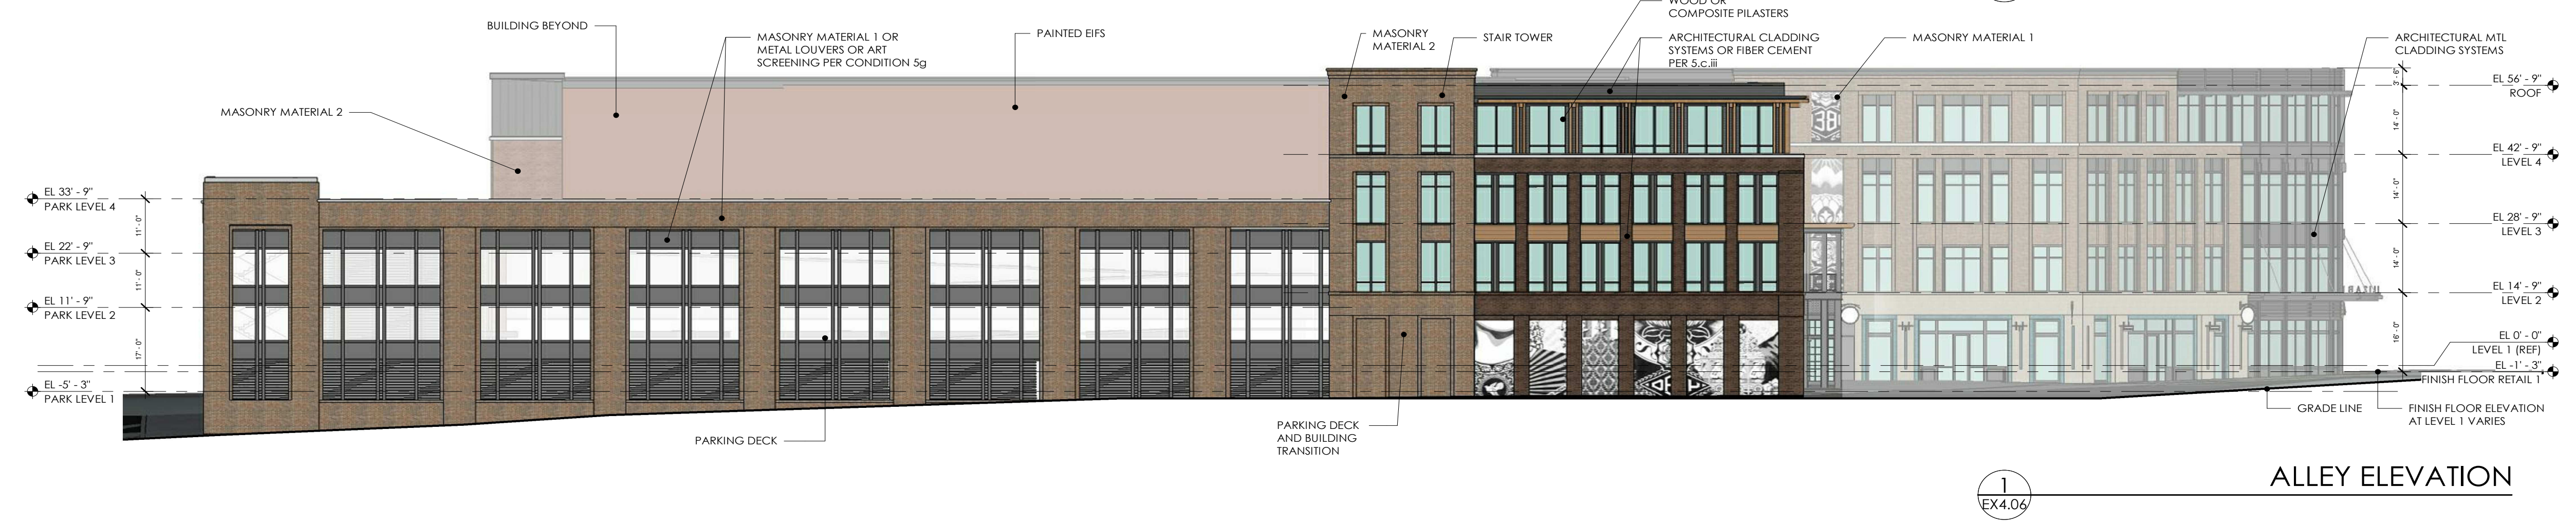 WOOD OR
COMPOSITE PILASTERS
BUILDING BEYOND
MASONRY MATERIAL 1 OR
METAL LOUVERS OR ART
SCREENING PER CONDITION 5g
PAINTED EIFS
MASONRY
MATERIAL 2
STAIR TOWER
ARCHITECTURAL CLADDING
SYSTEMS OR FIBER CEMENT
PER 5.c.iii
MASONRY MATERIAL 1
ARCHITECTURAL MTL
CLADDING SYSTEMS
MASONRY MATERIAL 2
EL 33' - 9"
PARK LEVEL 4
11' - 0"
EL 22' - 9"
PARK LEVEL 3
11' - 0"
EL 11' - 9"
PARK LEVEL 2
17' - 0"
EL -5' - 3"
PARK LEVEL 1
38
3' - 6"
EL 56' - 9"
ROOF
14' - 0"
EL 42' - 9"
LEVEL 4
14' - 0"
EL 28' - 9"
LEVEL 3
14' - 0"
EL 14' - 9"
LEVEL 2
16' - 0"
EL 0' - 0"
LEVEL 1 (REF)
EL -1' - 3"
FINISH FLOOR RETAIL 1
PARKING DECK
PARKING DECK
AND BUILDING
TRANSITION
GRADE LINE
FINISH FLOOR ELEVATION
AT LEVEL 1 VARIES
1
EX4.06
ALLEY ELEVATION